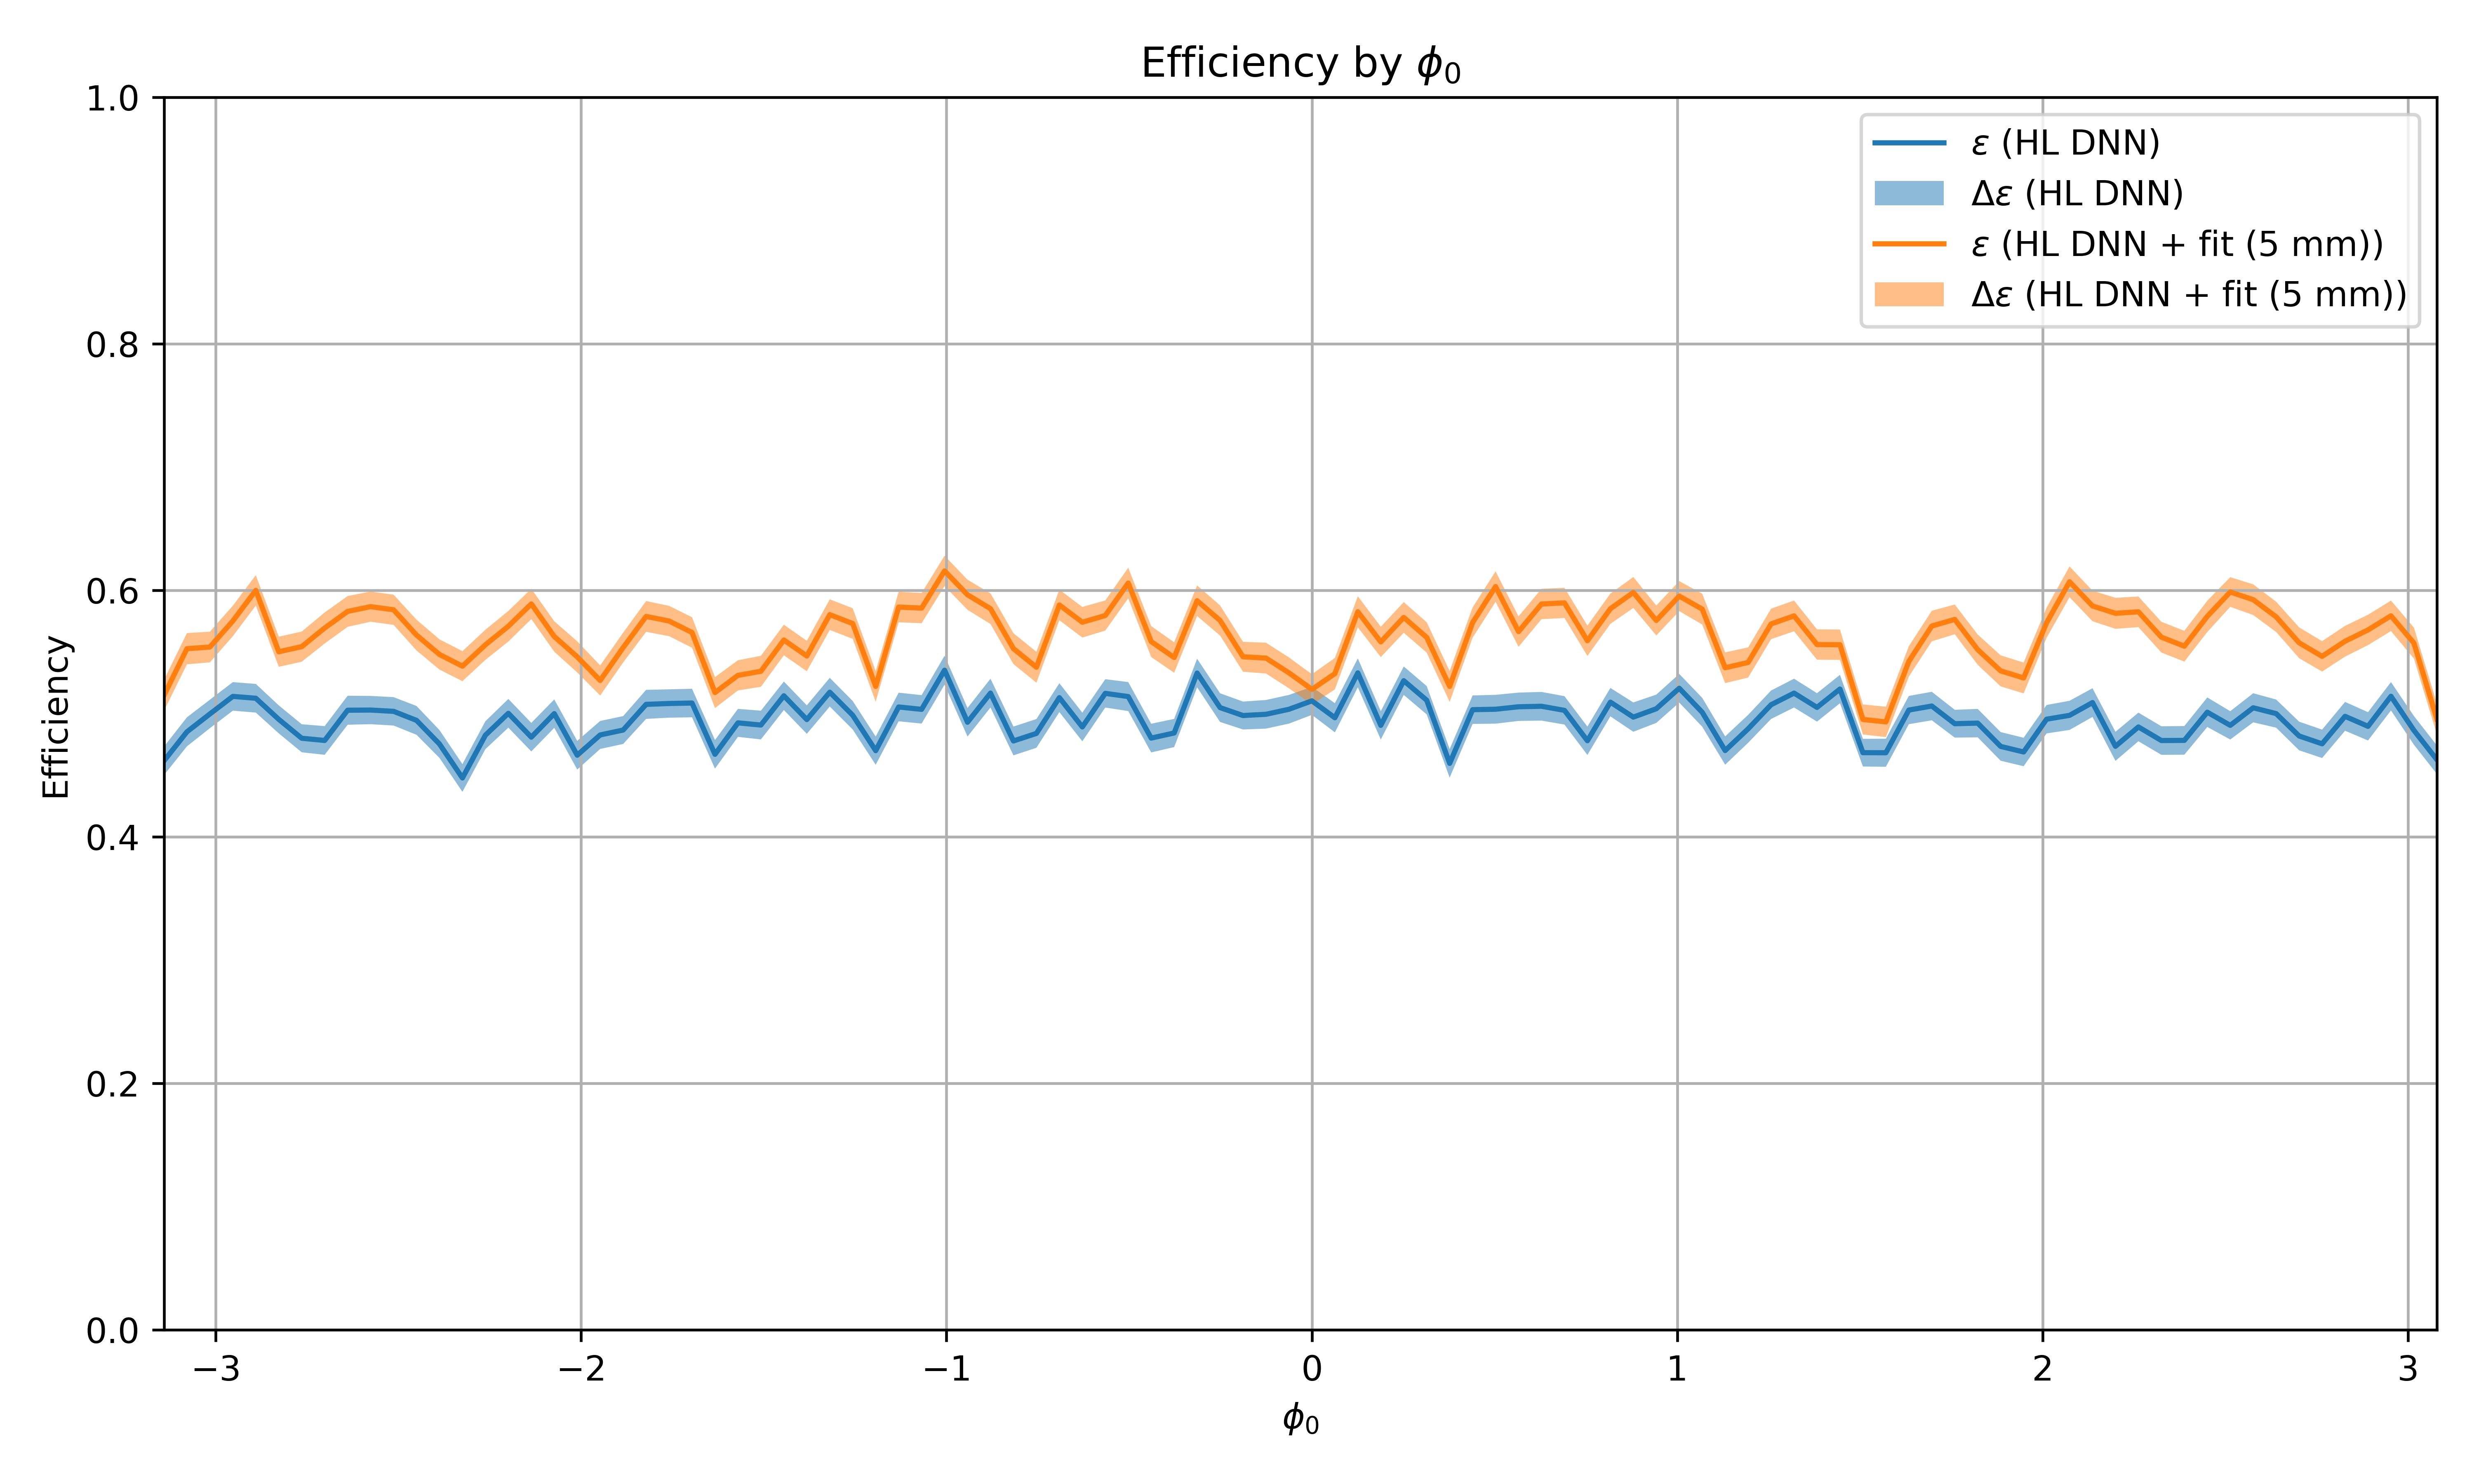 Efficiency by ϕ₀
1.0
0.8
0.6
0.4
0.2
0.0
Efficiency
ε (HL DNN)
Δε (HL DNN)
ε (HL DNN + fit (5 mm))
Δε (HL DNN + fit (5 mm))
−3 −2 −1 0 1 2 3
ϕ₀